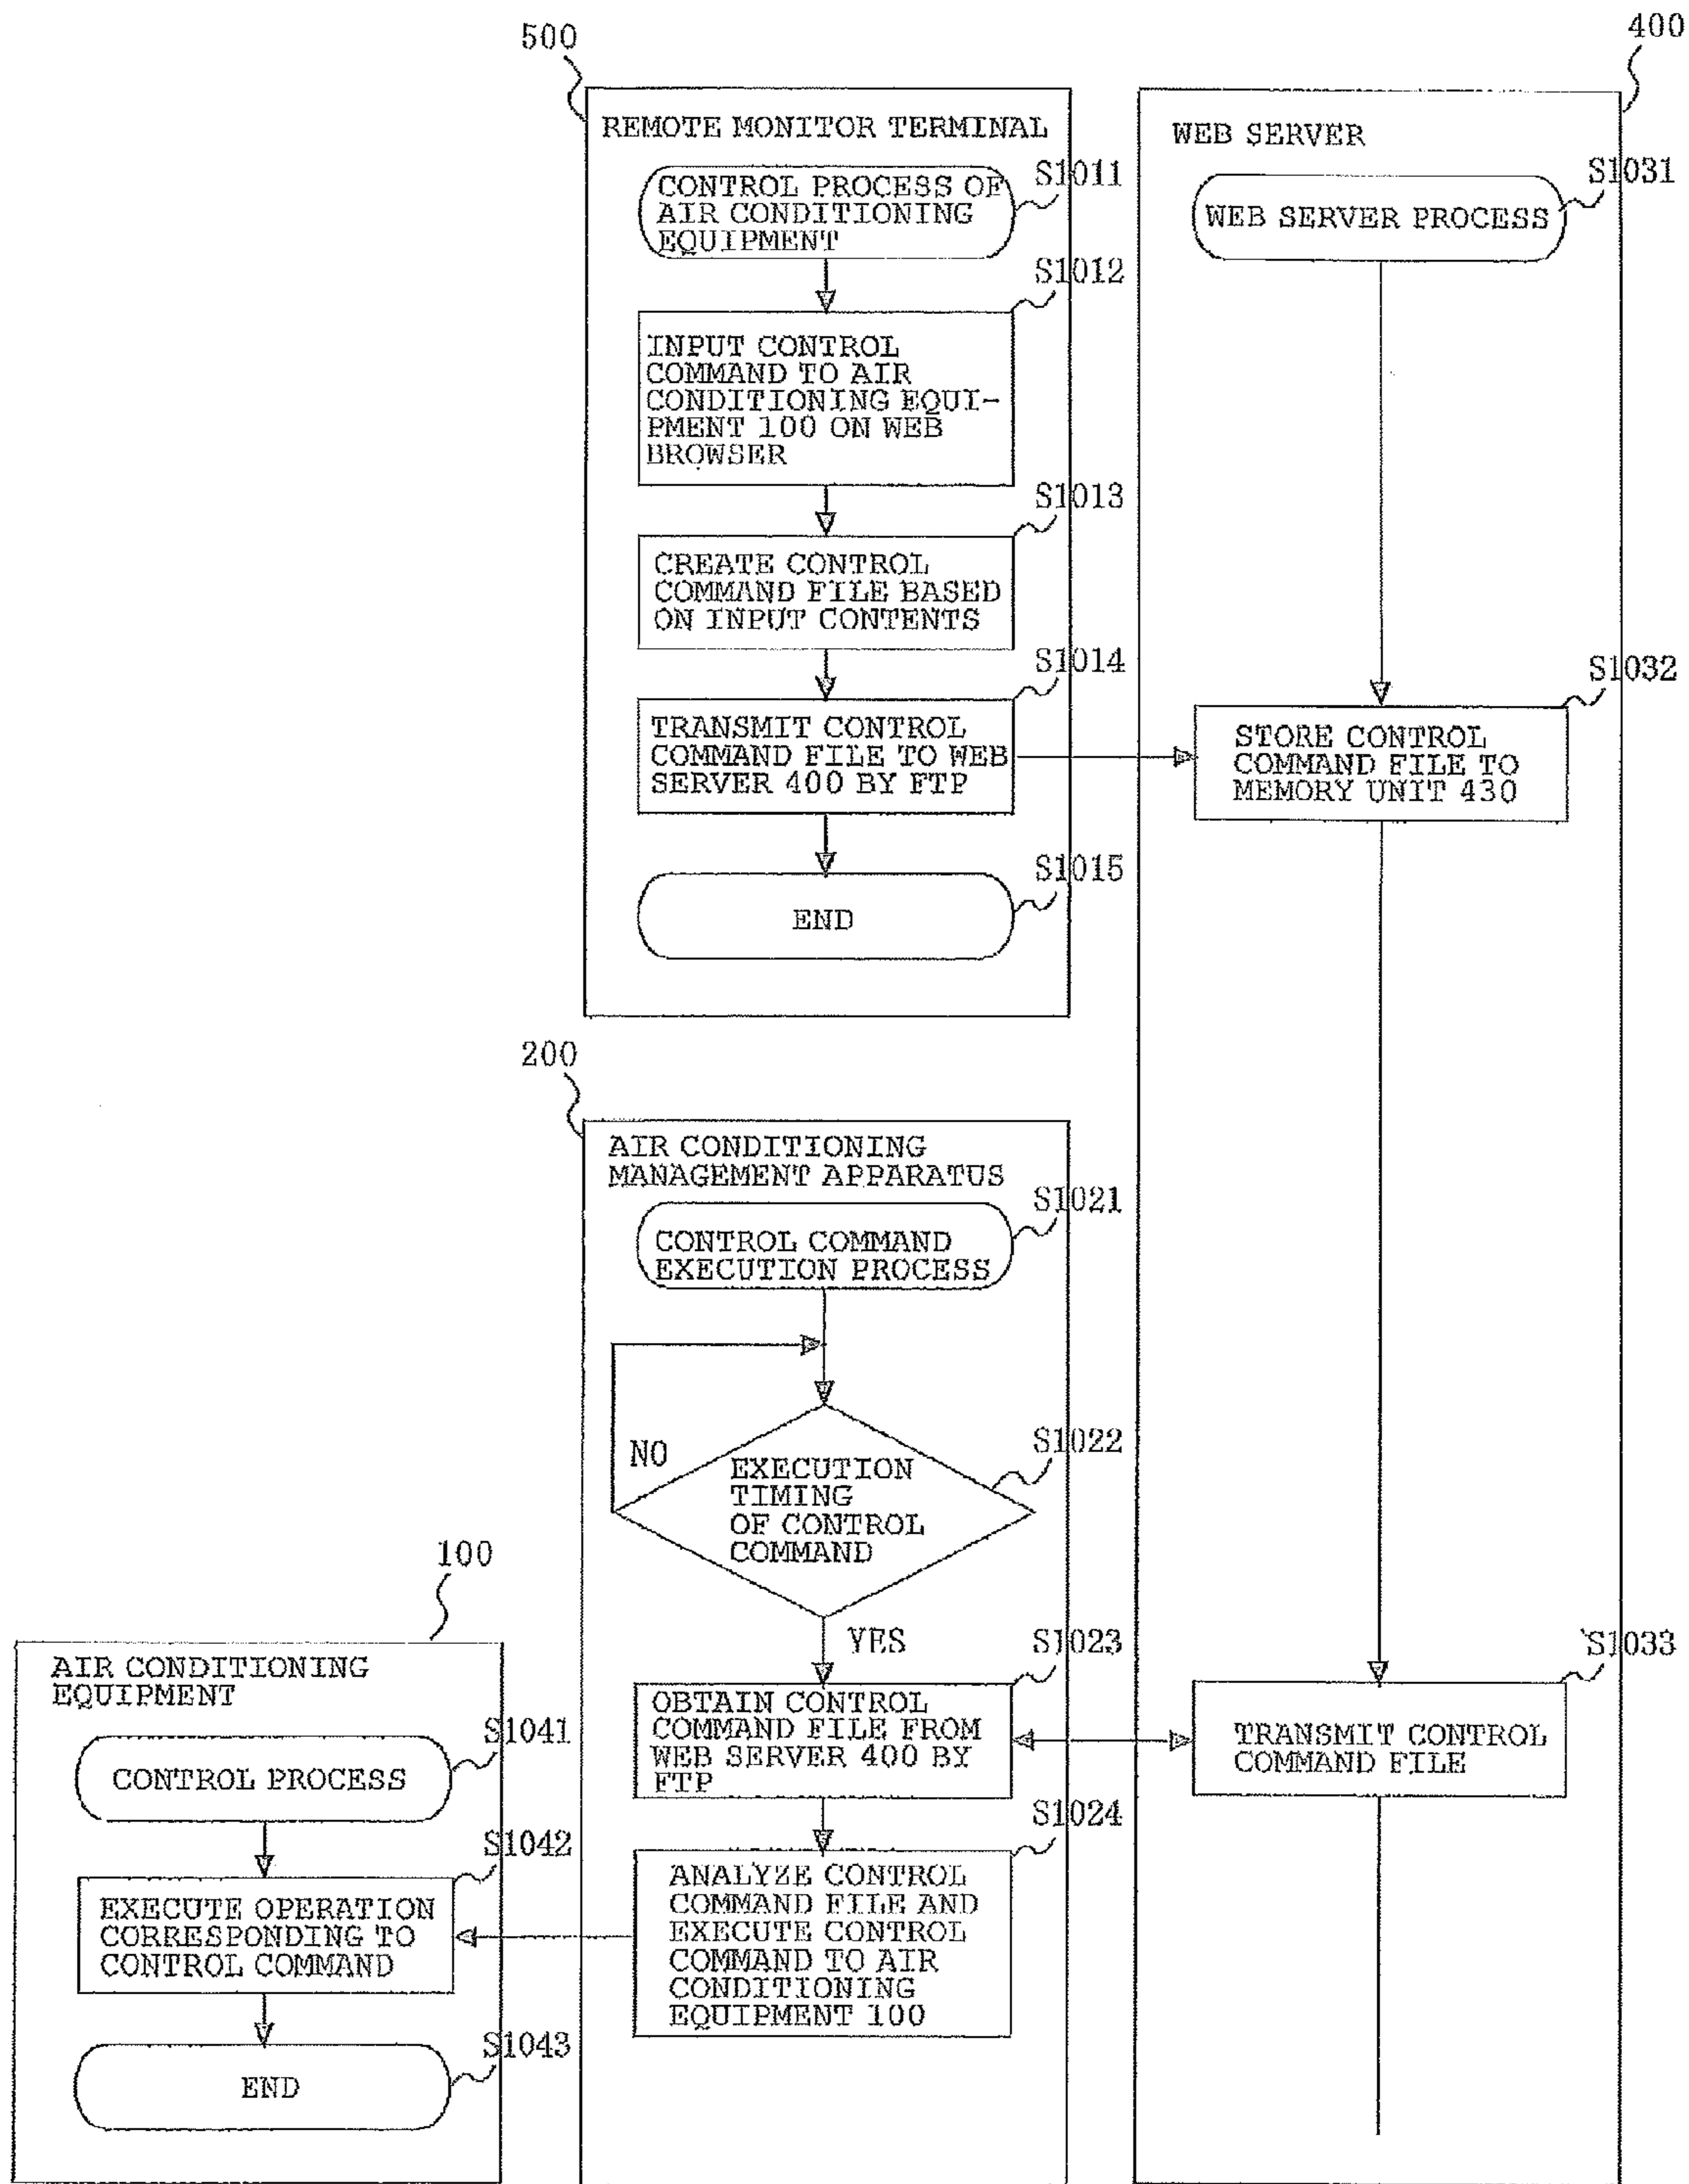 500
400
REMOTE MONITOR TERMINAL
CONTROL PROCESS OF
AIR CONDITIONING
EQUIPMENT
S1011
S1012
INPUT CONTROL
COMMAND TO AIR
CONDITIONING EQUI-
PMENT 100 ON WEB
BROWSER
S1013
CREATE CONTROL
COMMAND FILE BASED
ON INPUT CONTENTS
S1014
TRANSMIT CONTROL
COMMAND FILE TO WEB
SERVER 400 BY FTP
S1015
END
WEB SERVER
S1031
WEB SERVER PROCESS
S1032
STORE CONTROL
COMMAND FILE TO
MEMORY UNIT 430
200
AIR CONDITIONING
MANAGEMENT APPARATUS
S1021
CONTROL COMMAND
EXECUTION PROCESS
NO
S1022
EXECUTION
TIMING
OF CONTROL
COMMAND
YES
S1023
OBTAIN CONTROL
COMMAND FILE FROM
WEB SERVER 400 BY
FTP
S1033
TRANSMIT CONTROL
COMMAND FILE
S1024
ANALYZE CONTROL
COMMAND FILE AND
EXECUTE CONTROL
COMMAND TO AIR
CONDITIONING
EQUIPMENT 100
100
AIR CONDITIONING
EQUIPMENT
S1041
CONTROL PROCESS
S1042
EXECUTE OPERATION
CORRESPONDING TO
CONTROL COMMAND
S1043
END